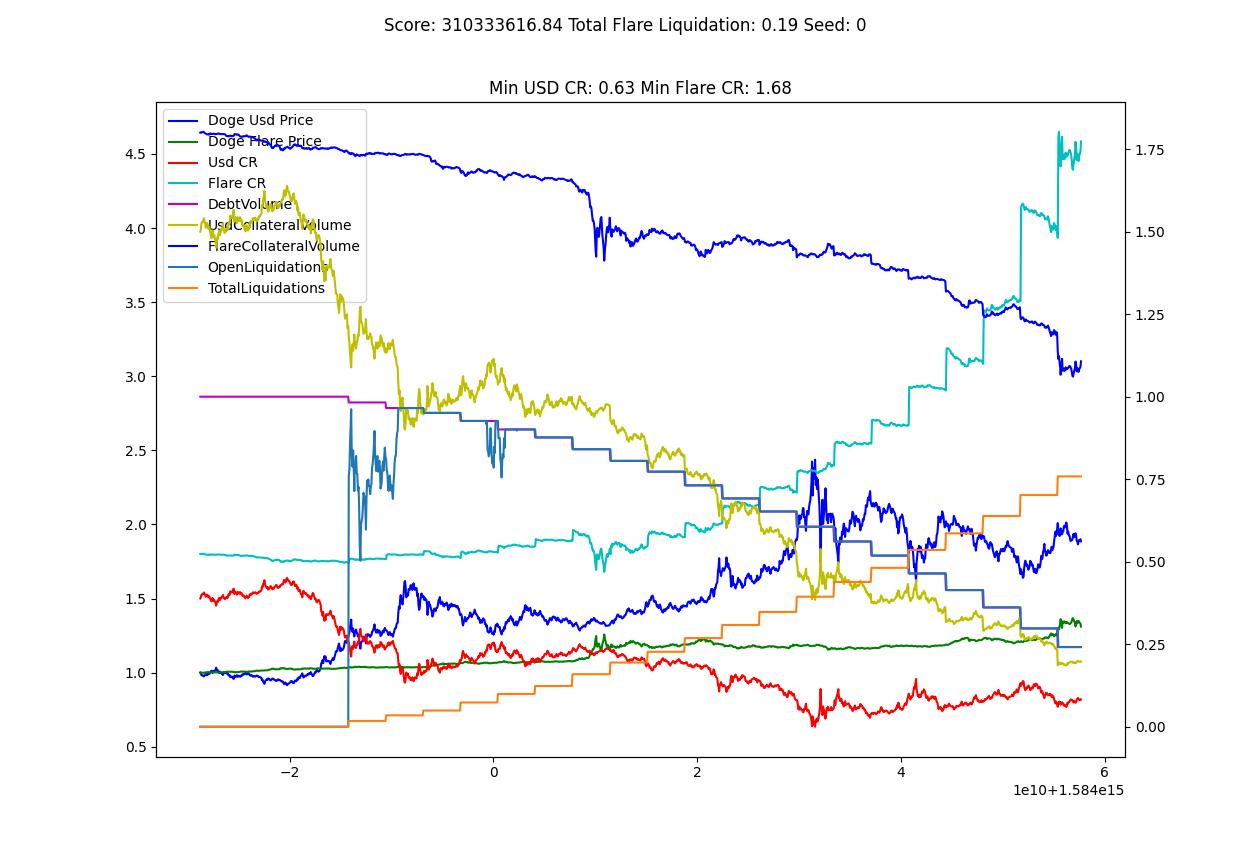 Score: 310333616.84 Total Flare Liquidation: 0.19 Seed: 0
Min USD CR: 0.63 Min Flare CR: 1.68
Doge Usd Price
Doge Flare Price
Usd CR
Flare CR
DebtVolume
UsdCollateralVolume
FlareCollateralVolume
OpenLiquidations
TotalLiquidations
4.5
4.0
3.5
3.0
2.5
2.0
1.5
1.0
0.5
1.75
1.50
1.25
1.00
0.75
0.50
0.25
0.00
−2
0
2
4
6
1e10+1.584e15